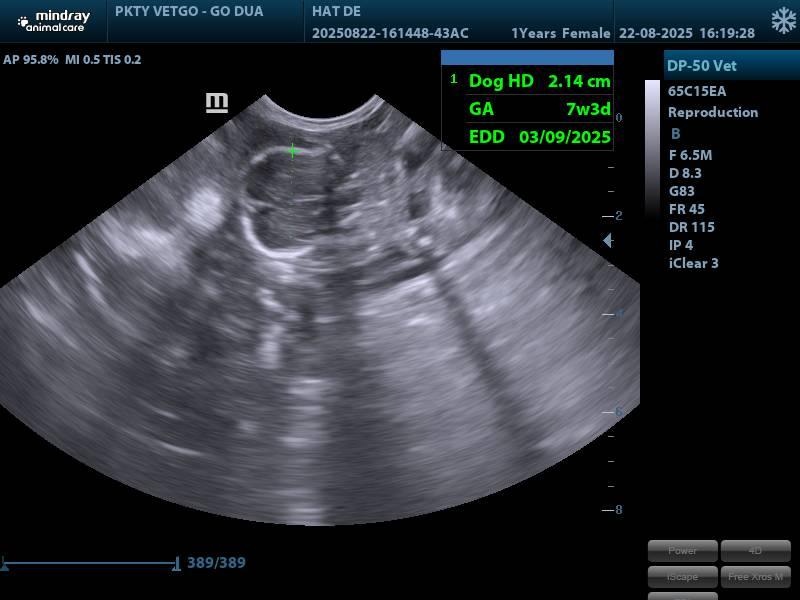 mindray
animalcare
PKTY VETGO - GO DUA
HAT DE
20250822-161448-43AC
1Years Female
22-08-2025 16:19:28
AP 95.8% MI 0.5 TIS 0.2
m
1 Dog HD 2.14 cm
GA 7w3d
EDD 03/09/2025
DP-50 Vet
65C15EA
Reproduction
B
F 6.5M
D 8.3
G83
FR 45
DR 115
IP 4
iClear 3
0
2
4
6
8
389/389
Power
4D
iScape
Free Xros M